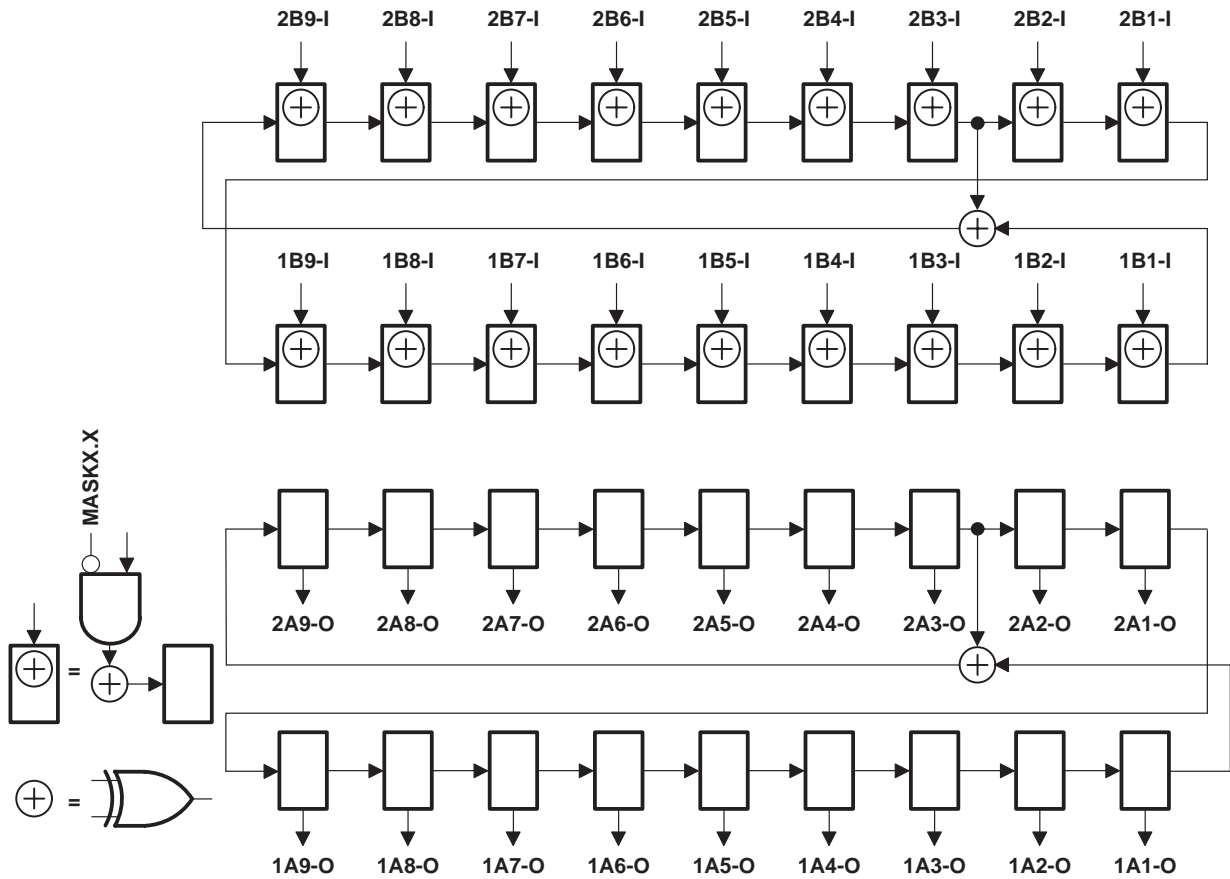 2B9-I 2B8-I 2B7-I 2B6-I 2B5-I 2B4-I 2B3-I 2B2-I 2B1-I
1B9-I 1B8-I 1B7-I 1B6-I 1B5-I 1B4-I 1B3-I 1B2-I 1B1-I
MASKX.X
2A9-O 2A8-O 2A7-O 2A6-O 2A5-O 2A4-O 2A3-O 2A2-O 2A1-O
=
=
1A9-O 1A8-O 1A7-O 1A6-O 1A5-O 1A4-O 1A3-O 1A2-O 1A1-O